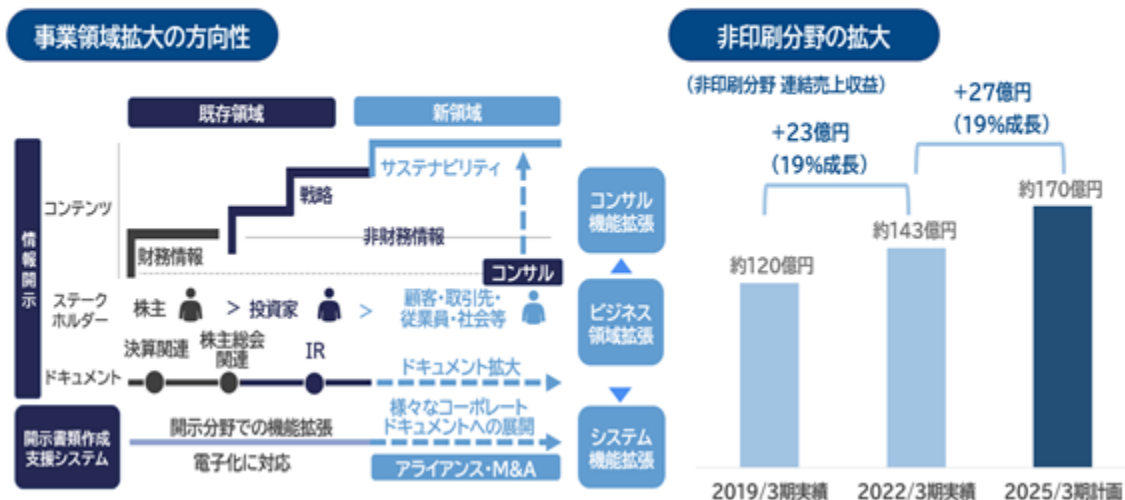 事業領域拡大の方向性
既存領域
新領域
情報開示
コンテンツ
財務情報
戦略
サステナビリティ
非財務情報
コンサル
ステーク
ホルダー
株主
>
投資家
>
顧客・取引先・
従業員・社会等
ドキュメント
決算関連
株主総会
関連
IR
ドキュメント拡大
開示書類作成
支援システム
開示分野での機能拡張
電子化に対応
様々なコーポレート
ドキュメントへの展開
アライアンス・M&A
コンサル
機能拡張
ビジネス
領域拡張
システム
機能拡張
非印刷分野の拡大
(非印刷分野 連結売上収益)
+23億円
(19%成長)
+27億円
(19%成長)
約120億円
約143億円
約170億円
2019/3期実績
2022/3期実績
2025/3期計画